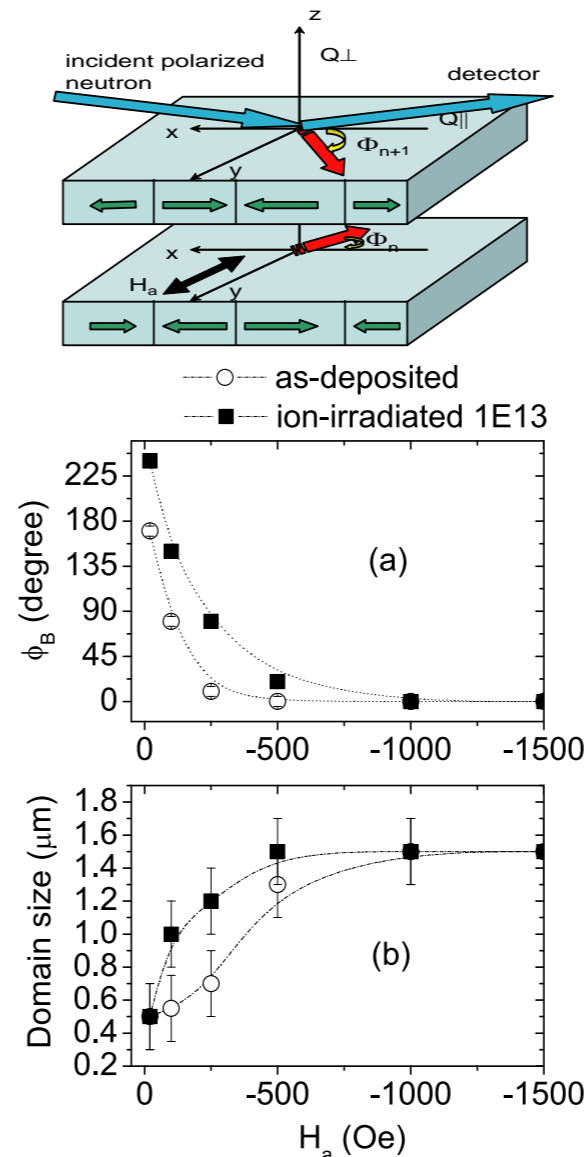 z
Q⊥
incident polarized
neutron
detector
Q||
x
Φn+1
y
x
Φn
Ha
y
as-deposited
ion-irradiated 1E13
225
180
135
90
45
0
ϕB (degree)
(a)
0 -500 -1000 -1500
1.8
1.6
1.4
1.2
1.0
0.8
0.6
0.4
0.2
Domain size (μm)
(b)
0 -500 -1000 -1500
Ha (Oe)